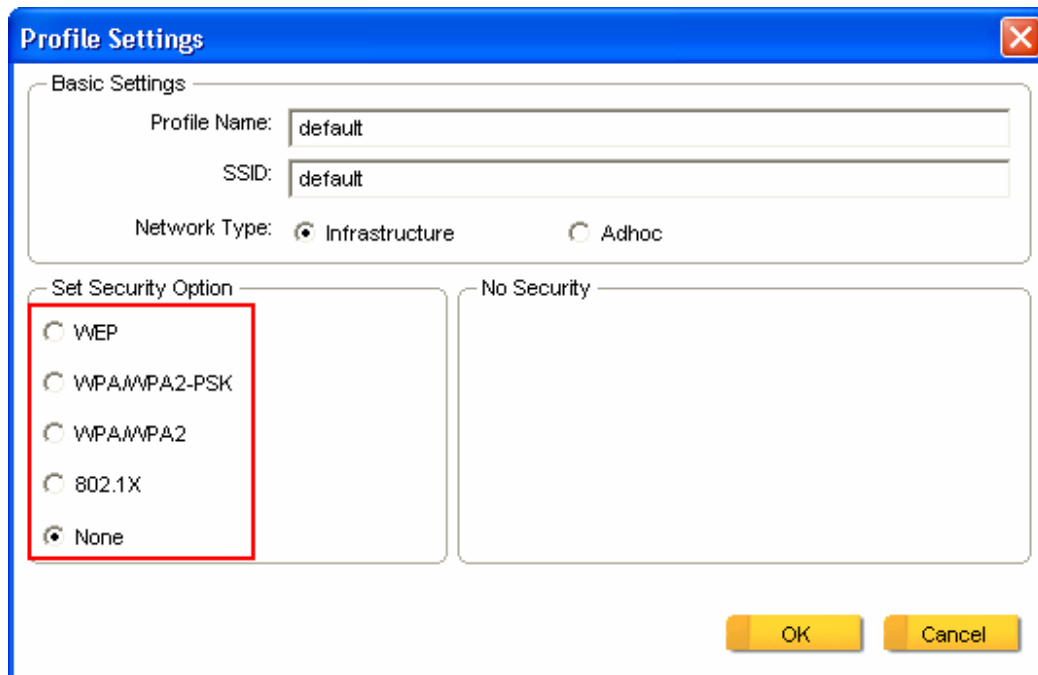 Profile Settings
Basic Settings
Profile Name: default
SSID: default
Network Type: Infrastructure Adhoc
Set Security Option
WEP
WPA/WPA2-PSK
WPA/WPA2
802.1X
None
No Security
OK Cancel